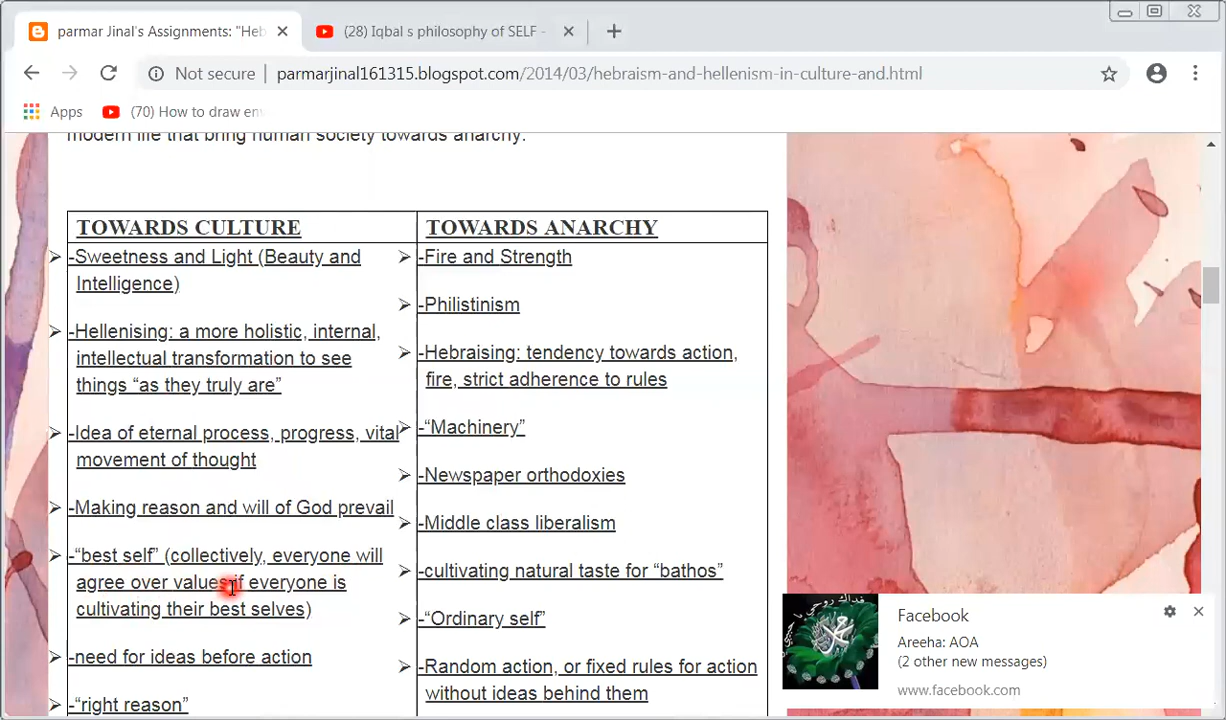 parmar Jinal's Assignments: "Heb
(28) Iqbal s philosophy of SELF -
Not secure
parmarjinal161315.blogspot.com/2014/03/hebraism-and-hellenism-in-culture-and.html
Apps
(70) How to draw env
modern life that bring human society towards anarchy.
TOWARDS CULTURE
-Sweetness and Light (Beauty and
Intelligence)
-Hellenising: a more holistic, internal,
intellectual transformation to see
things “as they truly are”
-Idea of eternal process, progress, vital
movement of thought
-Making reason and will of God prevail
-“best self” (collectively, everyone will
agree over values if everyone is
cultivating their best selves)
-need for ideas before action
-“right reason”
TOWARDS ANARCHY
-Fire and Strength
-Philistinism
-Hebraising: tendency towards action,
fire, strict adherence to rules
-“Machinery”
-Newspaper orthodoxies
-Middle class liberalism
-cultivating natural taste for “bathos”
-“Ordinary self”
-Random action, or fixed rules for action
without ideas behind them
Facebook
Areeha: AOA
(2 other new messages)
www.facebook.com